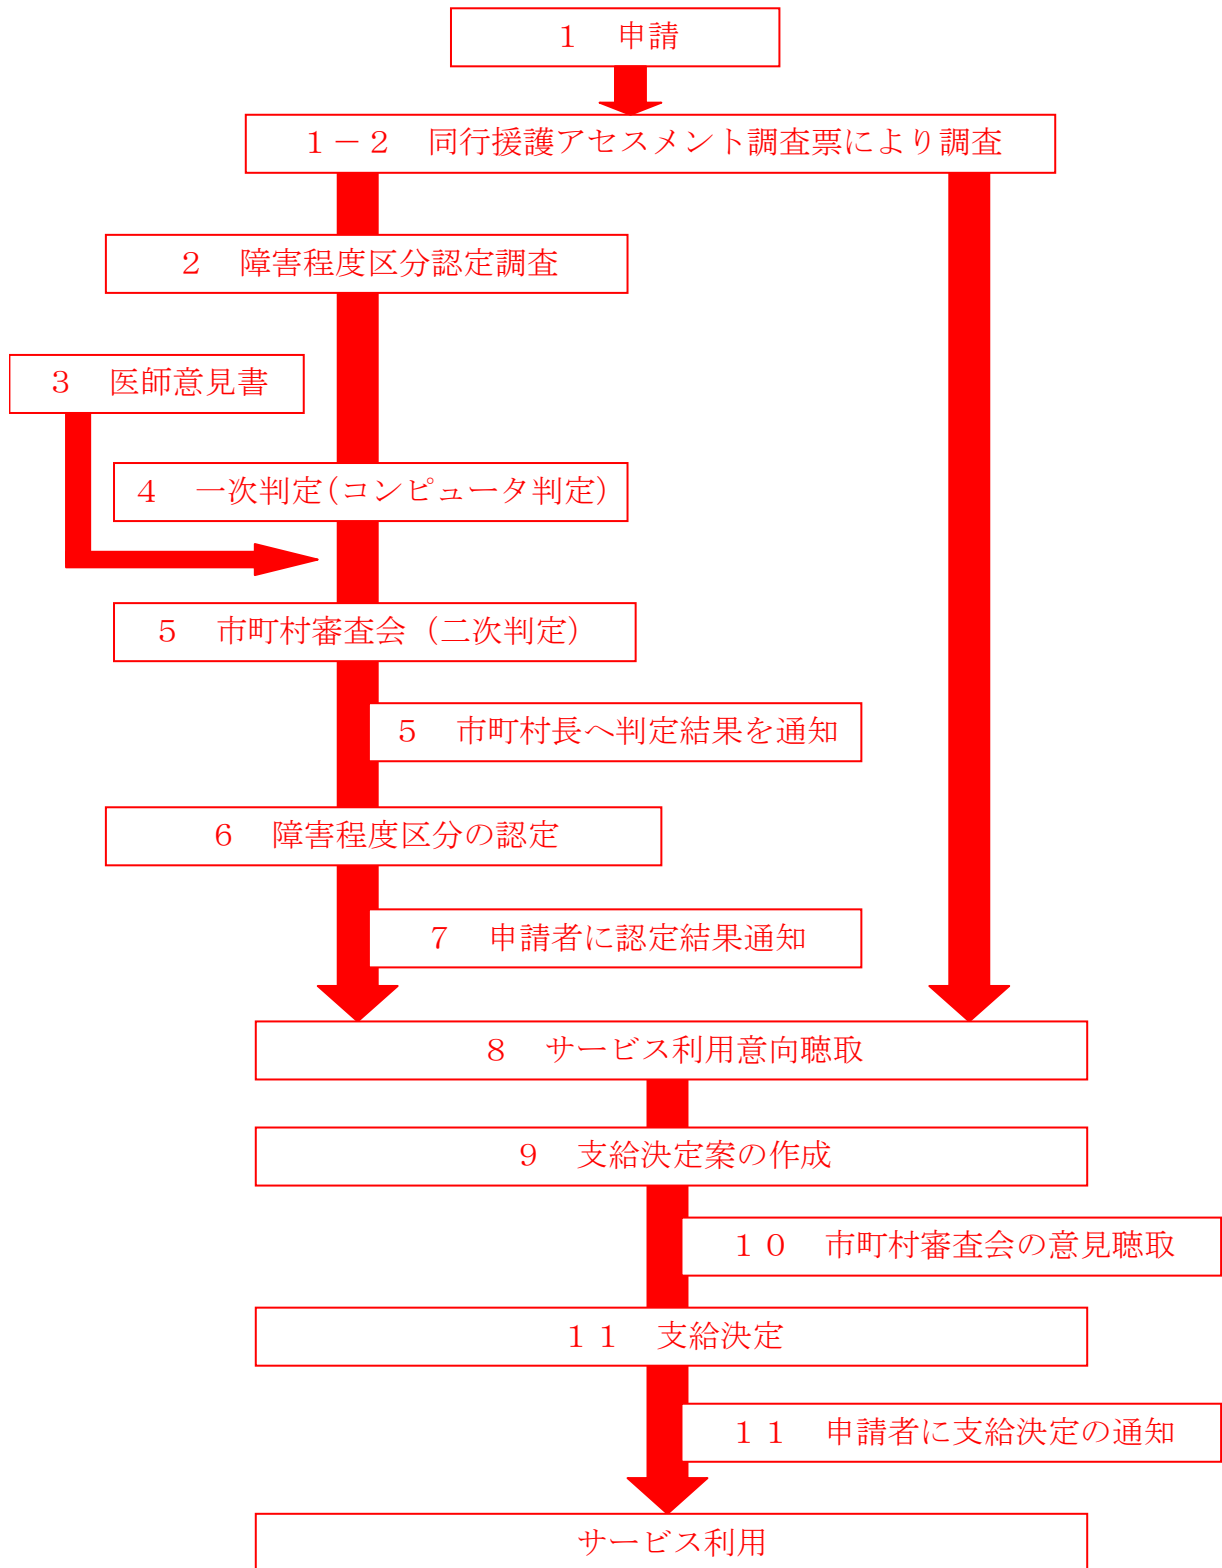 １　申請
１－２　同行援護アセスメント調査票により調査
２　障害程度区分認定調査
３　医師意見書
４　一次判定(コンピュータ判定)
５　市町村審査会（二次判定）
５　市町村長へ判定結果を通知
６　障害程度区分の認定
７　申請者に認定結果通知
８　サービス利用意向聴取
９　支給決定案の作成
１０　市町村審査会の意見聴取
１１　支給決定
１１　申請者に支給決定の通知
サービス利用